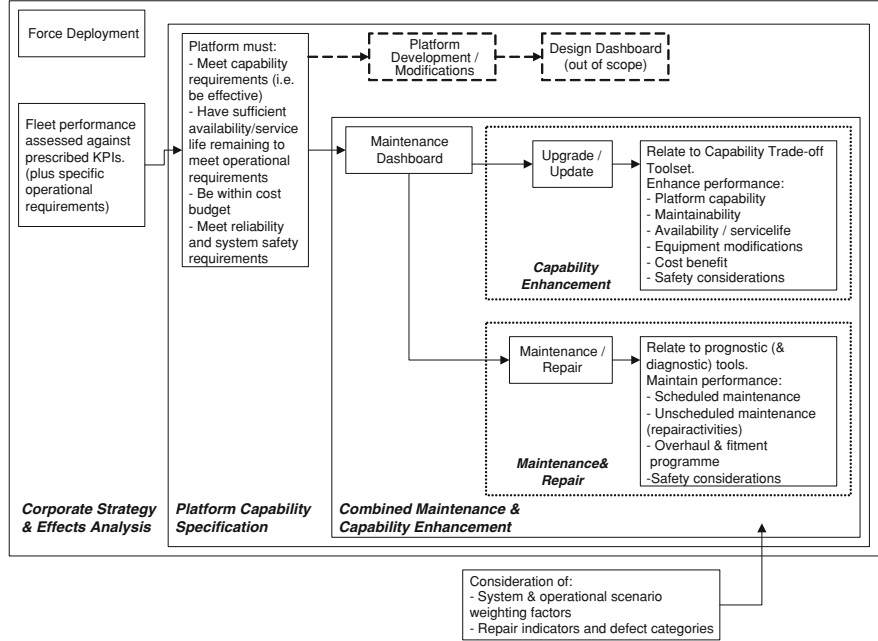 Force Deployment
Fleet performance
assessed against
prescribed KPIs.
(plus specific
operational
requirements)
Corporate Strategy
& Effects Analysis
Platform must:
- Meet capability
requirements (i.e.
be effective)
- Have sufficient
availability/service
life remaining to
meet operational
requirements
- Be within cost
budget
- Meet reliability
and system safety
requirements
Platform Capability
Specification
Platform
Development /
Modifications
Design Dashboard
(out of scope)
Maintenance
Dashboard
Upgrade /
Update
Relate to Capability Trade-off
Toolset.
Enhance performance:
- Platform capability
- Maintainability
- Availability / servicelife
- Equipment modifications
- Cost benefit
- Safety considerations
Capability
Enhancement
Maintenance /
Repair
Relate to prognostic (&
diagnostic) tools.
Maintain performance:
- Scheduled maintenance
- Unscheduled maintenance
(repairactivities)
- Overhaul & fitment
programme
-Safety considerations
Maintenance&
Repair
Combined Maintenance &
Capability Enhancement
Consideration of:
- System & operational scenario
weighting factors
- Repair indicators and defect categories